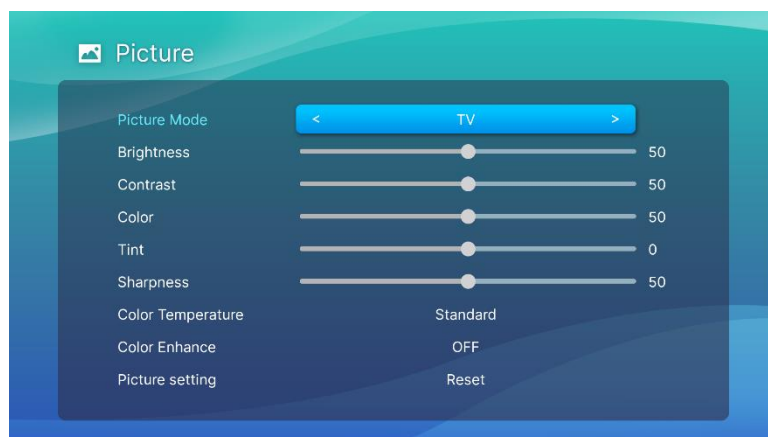 Picture
Picture Mode < TV >
Brightness 50
Contrast 50
Color 50
Tint 0
Sharpness 50
Color Temperature Standard
Color Enhance OFF
Picture setting Reset